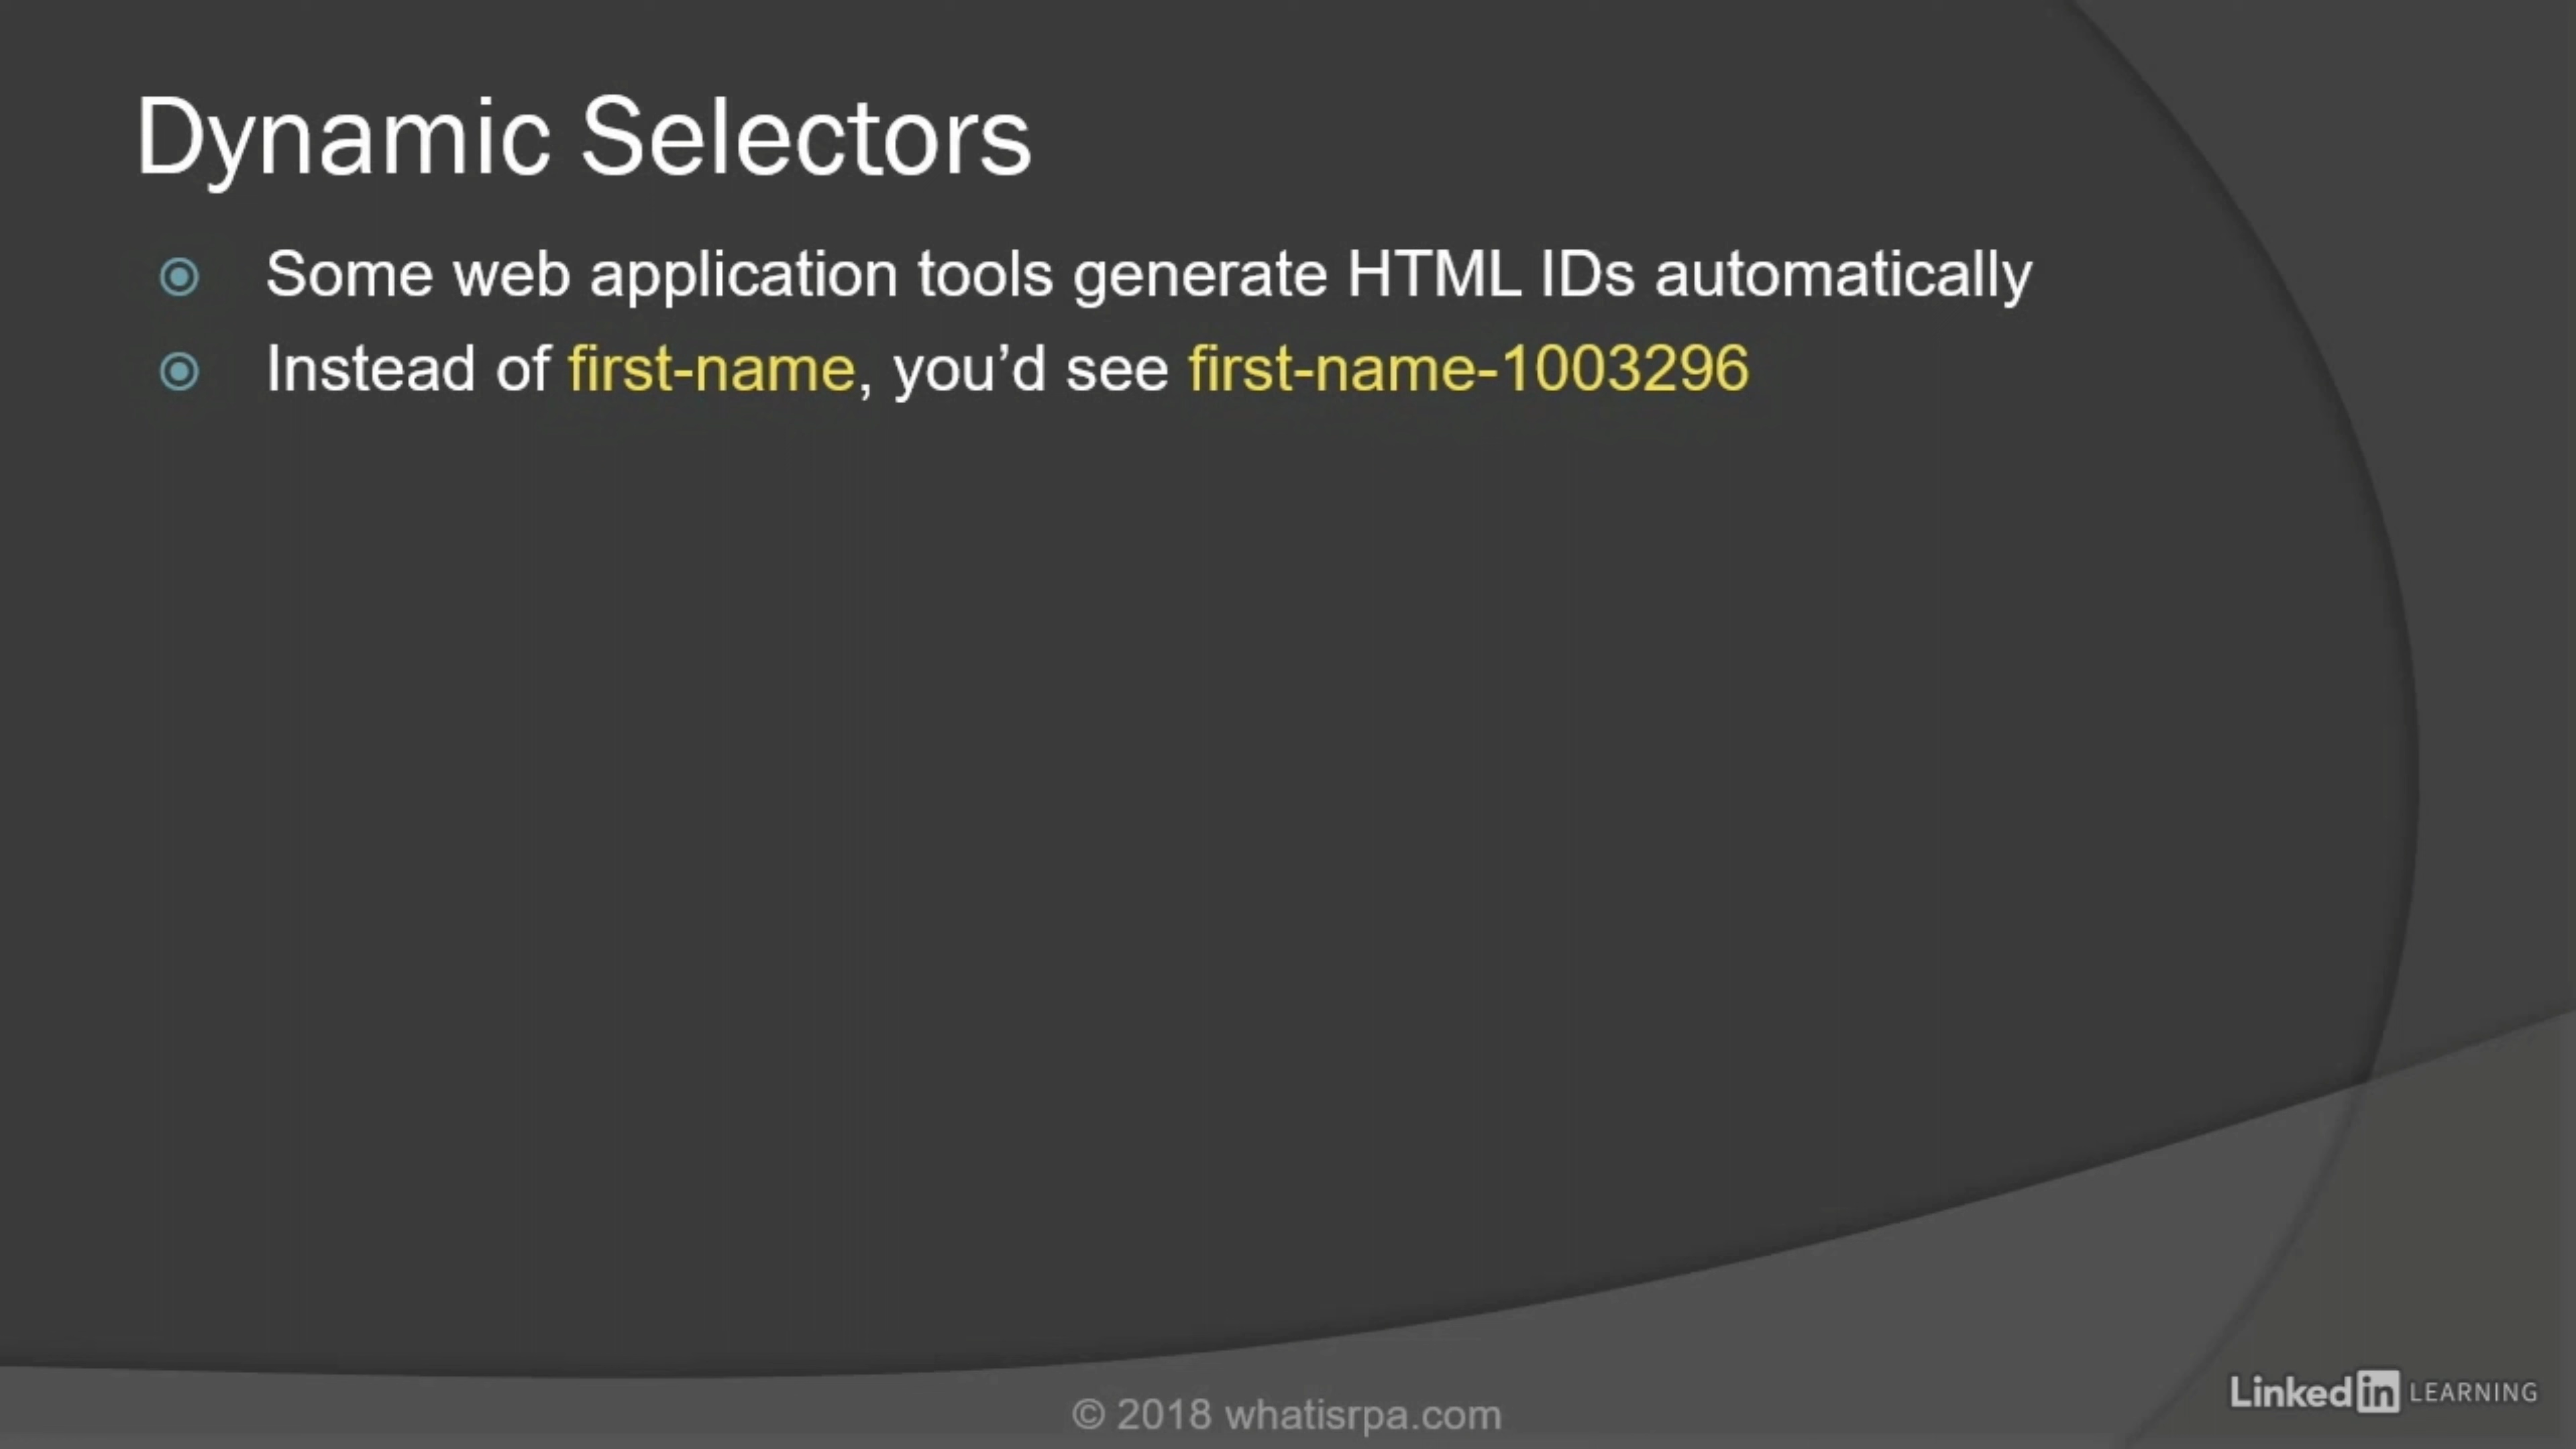 Dynamic Selectors
Some web application tools generate HTML IDs automatically
Instead of first-name, you’d see first-name-1003296
© 2018 whatisrpa.com
Linked in LEARNING